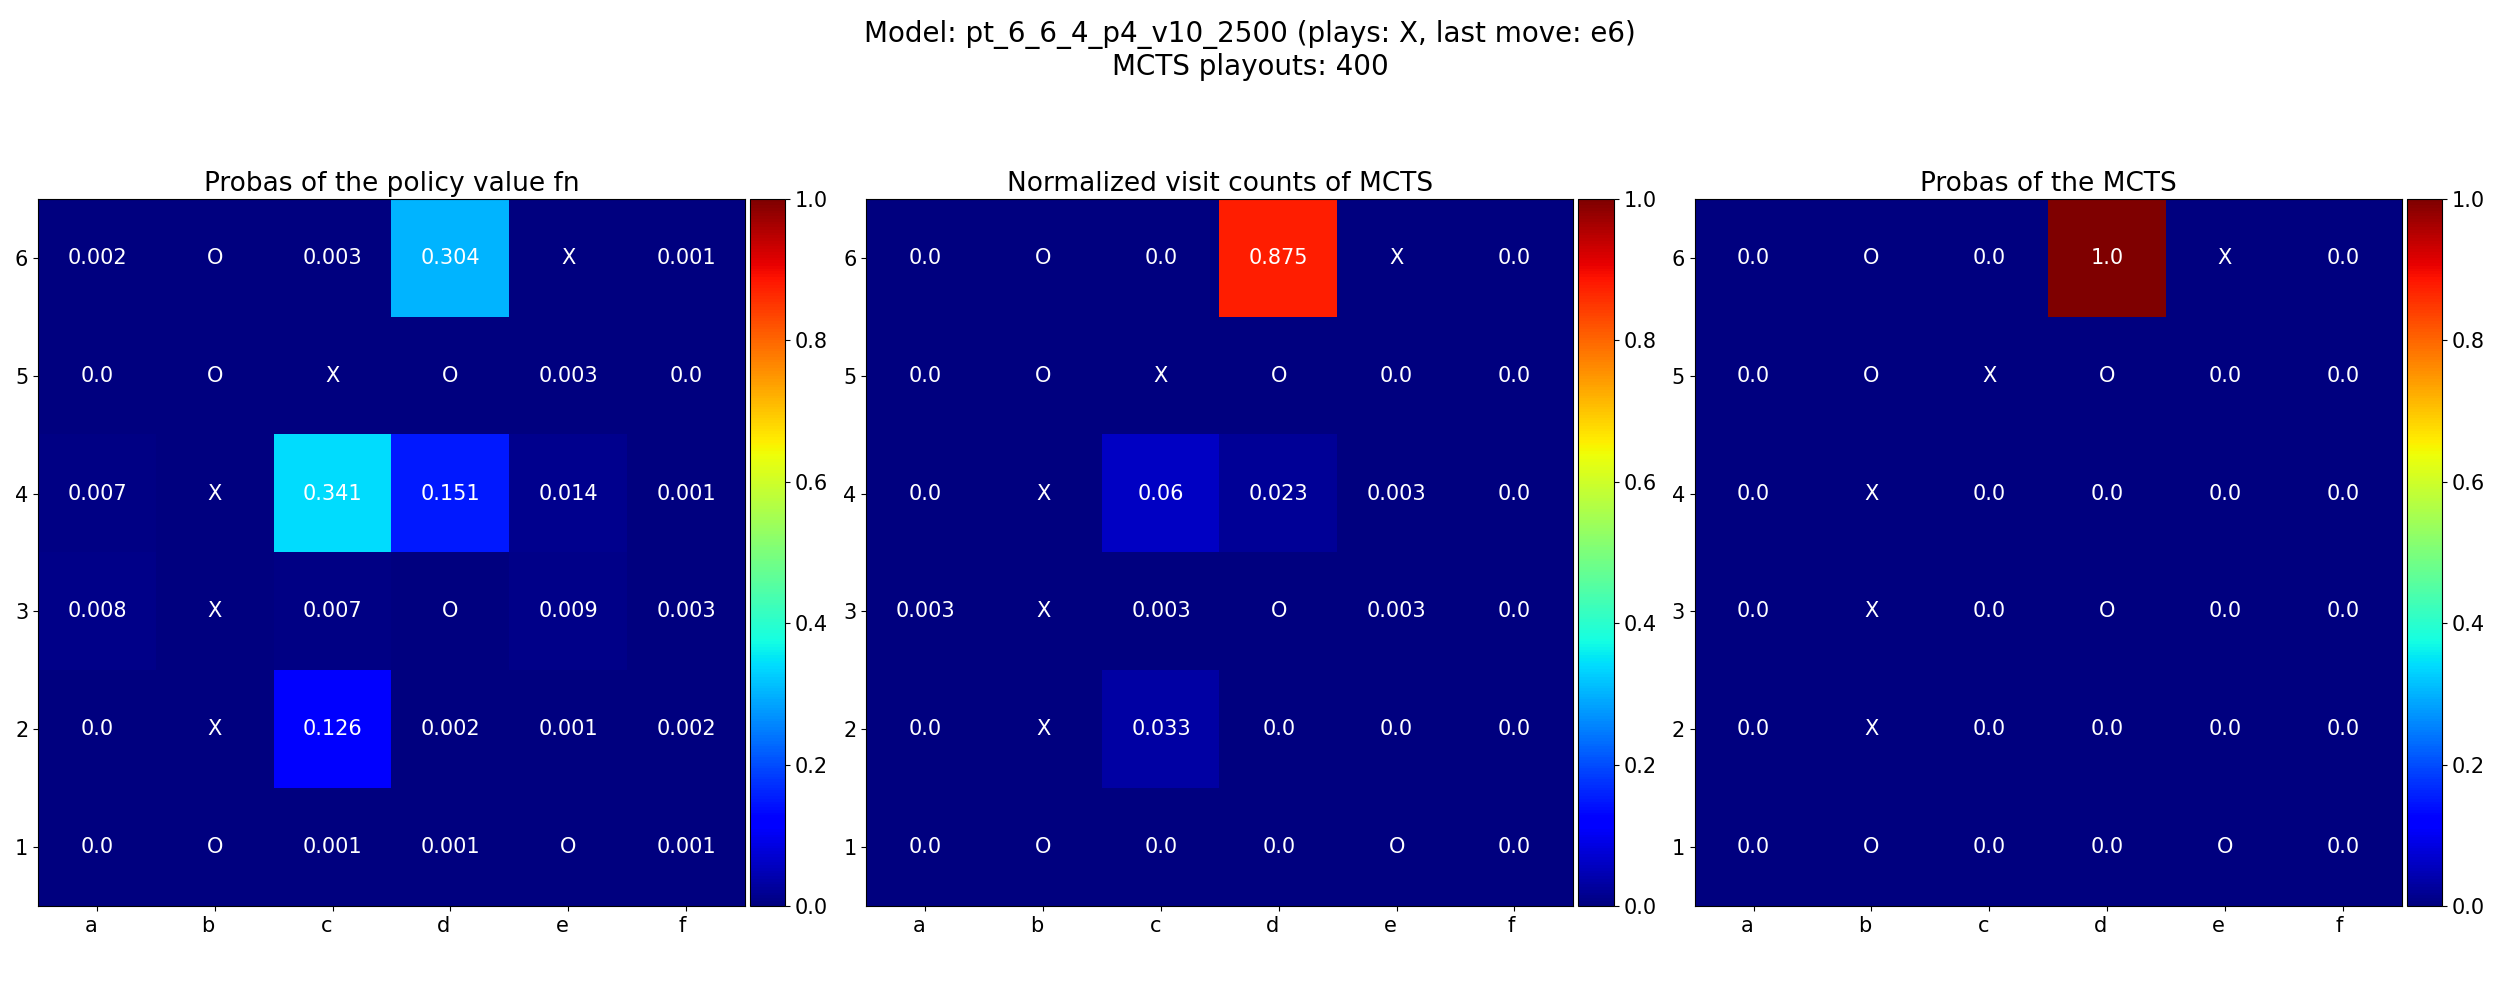 Model: pt_6_6_4_p4_v10_2500 (plays: X, last move: e6)
MCTS playouts: 400
Probas of the policy value fn
6 0.002 O 0.003 0.304 X 0.001
5 0.0 O X O 0.003 0.0
4 0.007 X 0.341 0.151 0.014 0.001
3 0.008 X 0.007 O 0.009 0.003
2 0.0 X 0.126 0.002 0.001 0.002
1 0.0 O 0.001 0.001 O 0.001
a b c d e f
1.0
0.8
0.6
0.4
0.2
0.0
Normalized visit counts of MCTS
6 0.0 O 0.0 0.875 X 0.0
5 0.0 O X O 0.0 0.0
4 0.0 X 0.06 0.023 0.003 0.0
3 0.003 X 0.003 O 0.003 0.0
2 0.0 X 0.033 0.0 0.0 0.0
1 0.0 O 0.0 0.0 O 0.0
a b c d e f
1.0
0.8
0.6
0.4
0.2
0.0
Probas of the MCTS
6 0.0 O 0.0 1.0 X 0.0
5 0.0 O X O 0.0 0.0
4 0.0 X 0.0 0.0 0.0 0.0
3 0.0 X 0.0 O 0.0 0.0
2 0.0 X 0.0 0.0 0.0 0.0
1 0.0 O 0.0 0.0 O 0.0
a b c d e f
1.0
0.8
0.6
0.4
0.2
0.0